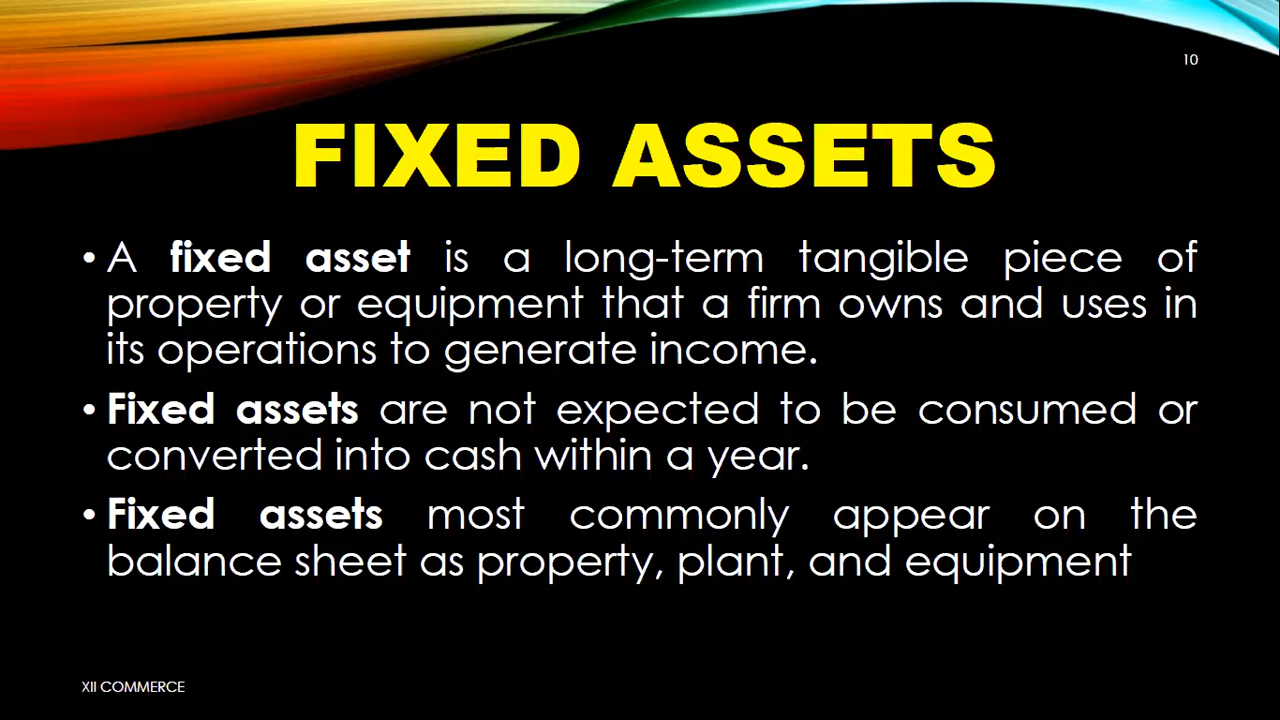 10
FIXED ASSETS
• A fixed asset is a long-term tangible piece of
property or equipment that a firm owns and uses in
its operations to generate income.
• Fixed assets are not expected to be consumed or
converted into cash within a year.
• Fixed assets most commonly appear on the
balance sheet as property, plant, and equipment
XII COMMERCE